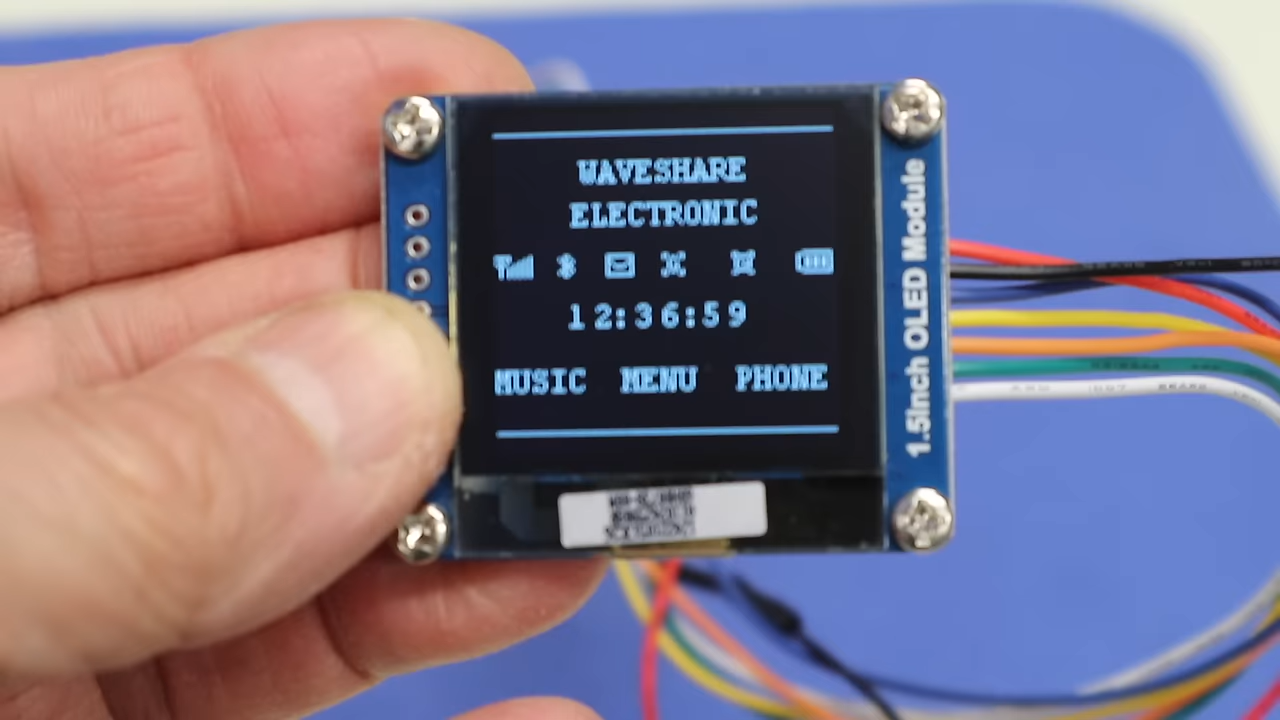 WAVESHARE
ELECTRONIC
12:36:59
MUSIC MENU PHONE
1.5inch OLED Module